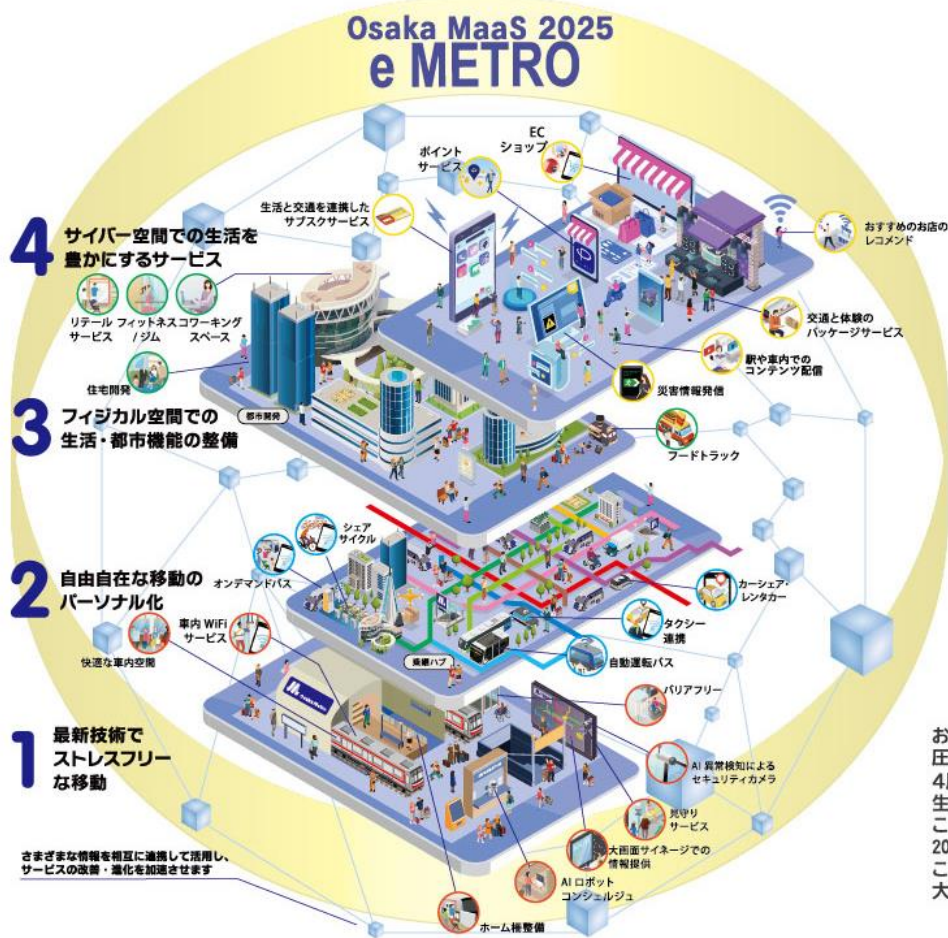 Osaka MaaS 2025
e METRO
EC
ショップ
ポイント
サービス
生活と交通を連携した
サブスクサービス
おすすめのお店の
レコメンド
4 サイバー空間での生活を
豊かにするサービス
リテール
サービス
フィットネス
/ジム
コワーキング
スペース
交通と体験の
パッケージサービス
駅や車内での
コンテンツ配信
災害情報発信
住宅開発
都市開発
3 フィジカル空間での
生活・都市機能の整備
フードトラック
シェア
サイクル
オンデマンドバス
2 自由自在な移動の
パーソナル化
カーシェア・
レンタカー
タクシー
連携
自動運転バス
車内WiFi
サービス
快適な車内空間
乗継ハブ
バリアフリー
Osaka Metro
1 最新技術で
ストレスフリー
な移動
AI異常検知による
セキュリティカメラ
見守り
サービス
大画面サイネージでの
情報提供
AIロボット
コンシェルジュ
ホーム柵整備
さまざまな情報を相互に連携して活用し、
サービスの改善・進化を加速させます
お
圧
4
生
こ
20
こ
大